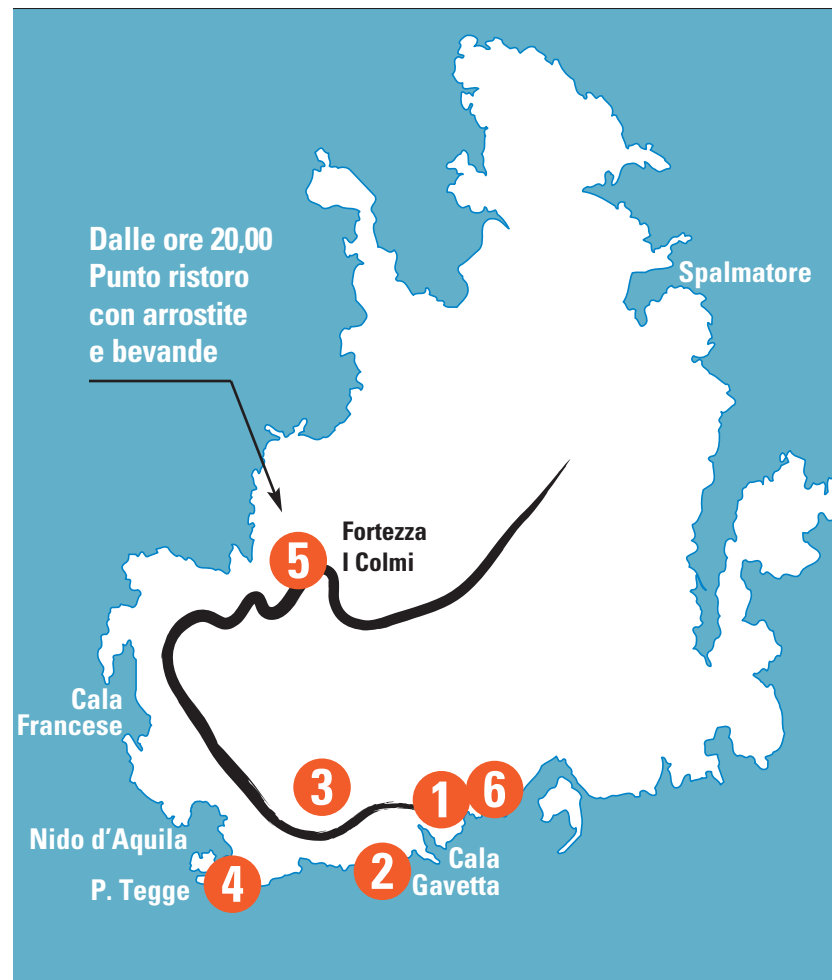 Dalle ore 20,00
Punto ristoro
con arrostite
e bevande
Spalmatore
Fortezza
I Colmi
5
Cala
Francese
3
1
6
Nido d'Aquila
P. Tegge
4
2
Cala
Gavetta